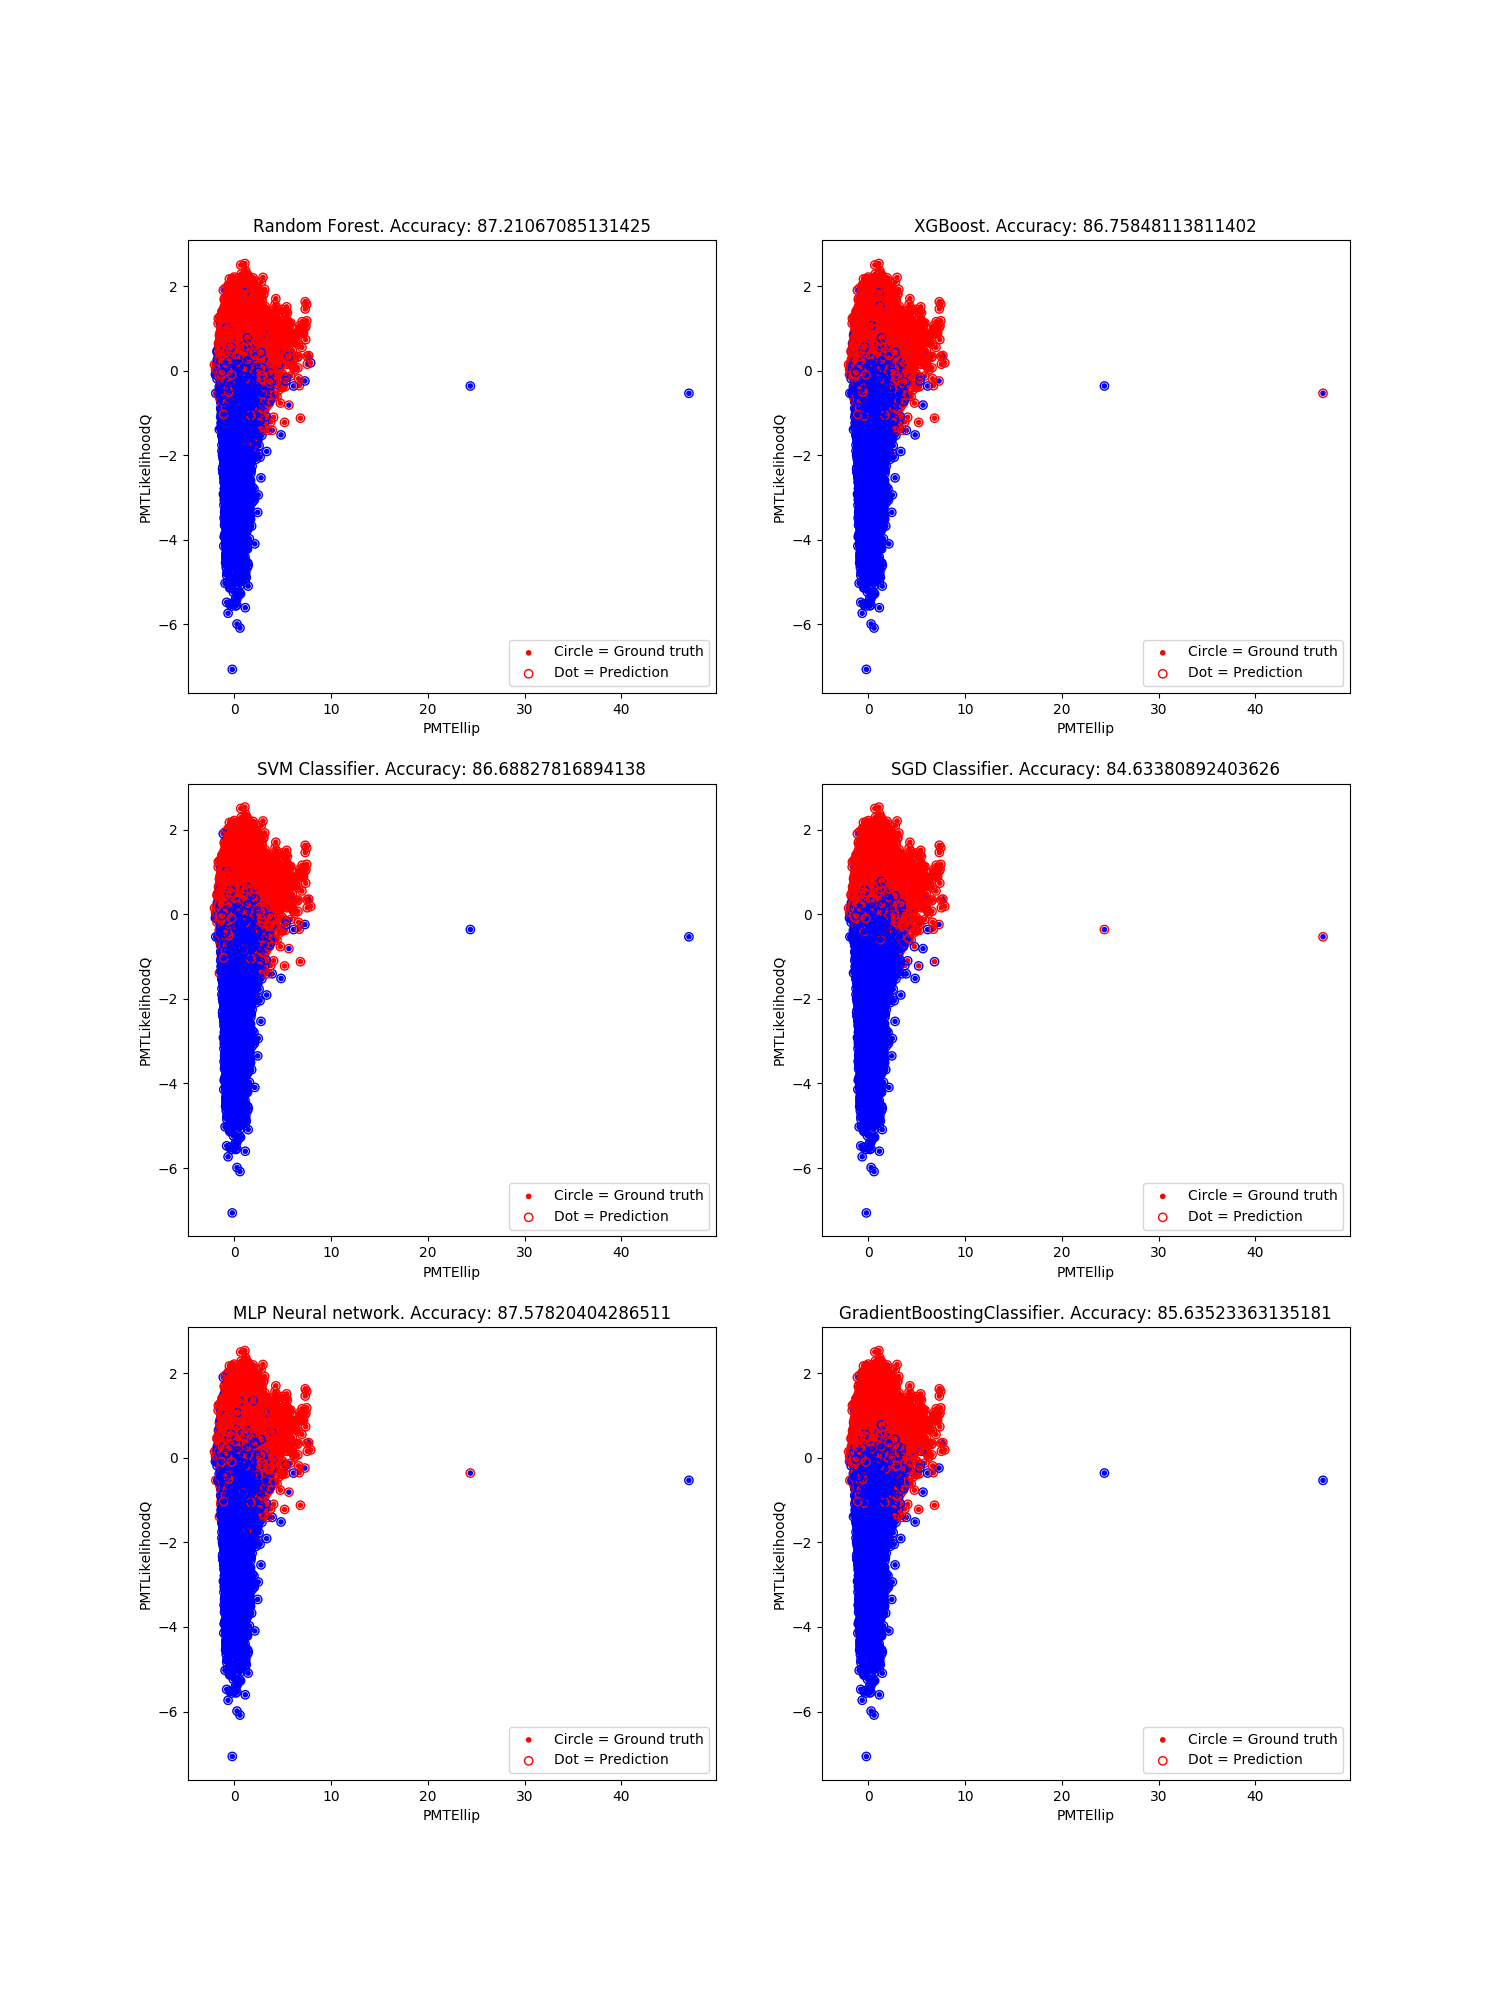 Random Forest. Accuracy: 87.21067085131425
2
0
−2
−4
−6
PMTLikelihoodQ
Circle = Ground truth
Dot = Prediction
0 10 20 30 40
PMTEllip
XGBoost. Accuracy: 86.75848113811402
2
0
−2
−4
−6
PMTLikelihoodQ
Circle = Ground truth
Dot = Prediction
0 10 20 30 40
PMTEllip
SVM Classifier. Accuracy: 86.68827816894138
2
0
−2
−4
−6
PMTLikelihoodQ
Circle = Ground truth
Dot = Prediction
0 10 20 30 40
PMTEllip
SGD Classifier. Accuracy: 84.63380892403626
2
0
−2
−4
−6
PMTLikelihoodQ
Circle = Ground truth
Dot = Prediction
0 10 20 30 40
PMTEllip
MLP Neural network. Accuracy: 87.57820404286511
2
0
−2
−4
−6
PMTLikelihoodQ
Circle = Ground truth
Dot = Prediction
0 10 20 30 40
PMTEllip
GradientBoostingClassifier. Accuracy: 85.63523363135181
2
0
−2
−4
−6
PMTLikelihoodQ
Circle = Ground truth
Dot = Prediction
0 10 20 30 40
PMTEllip